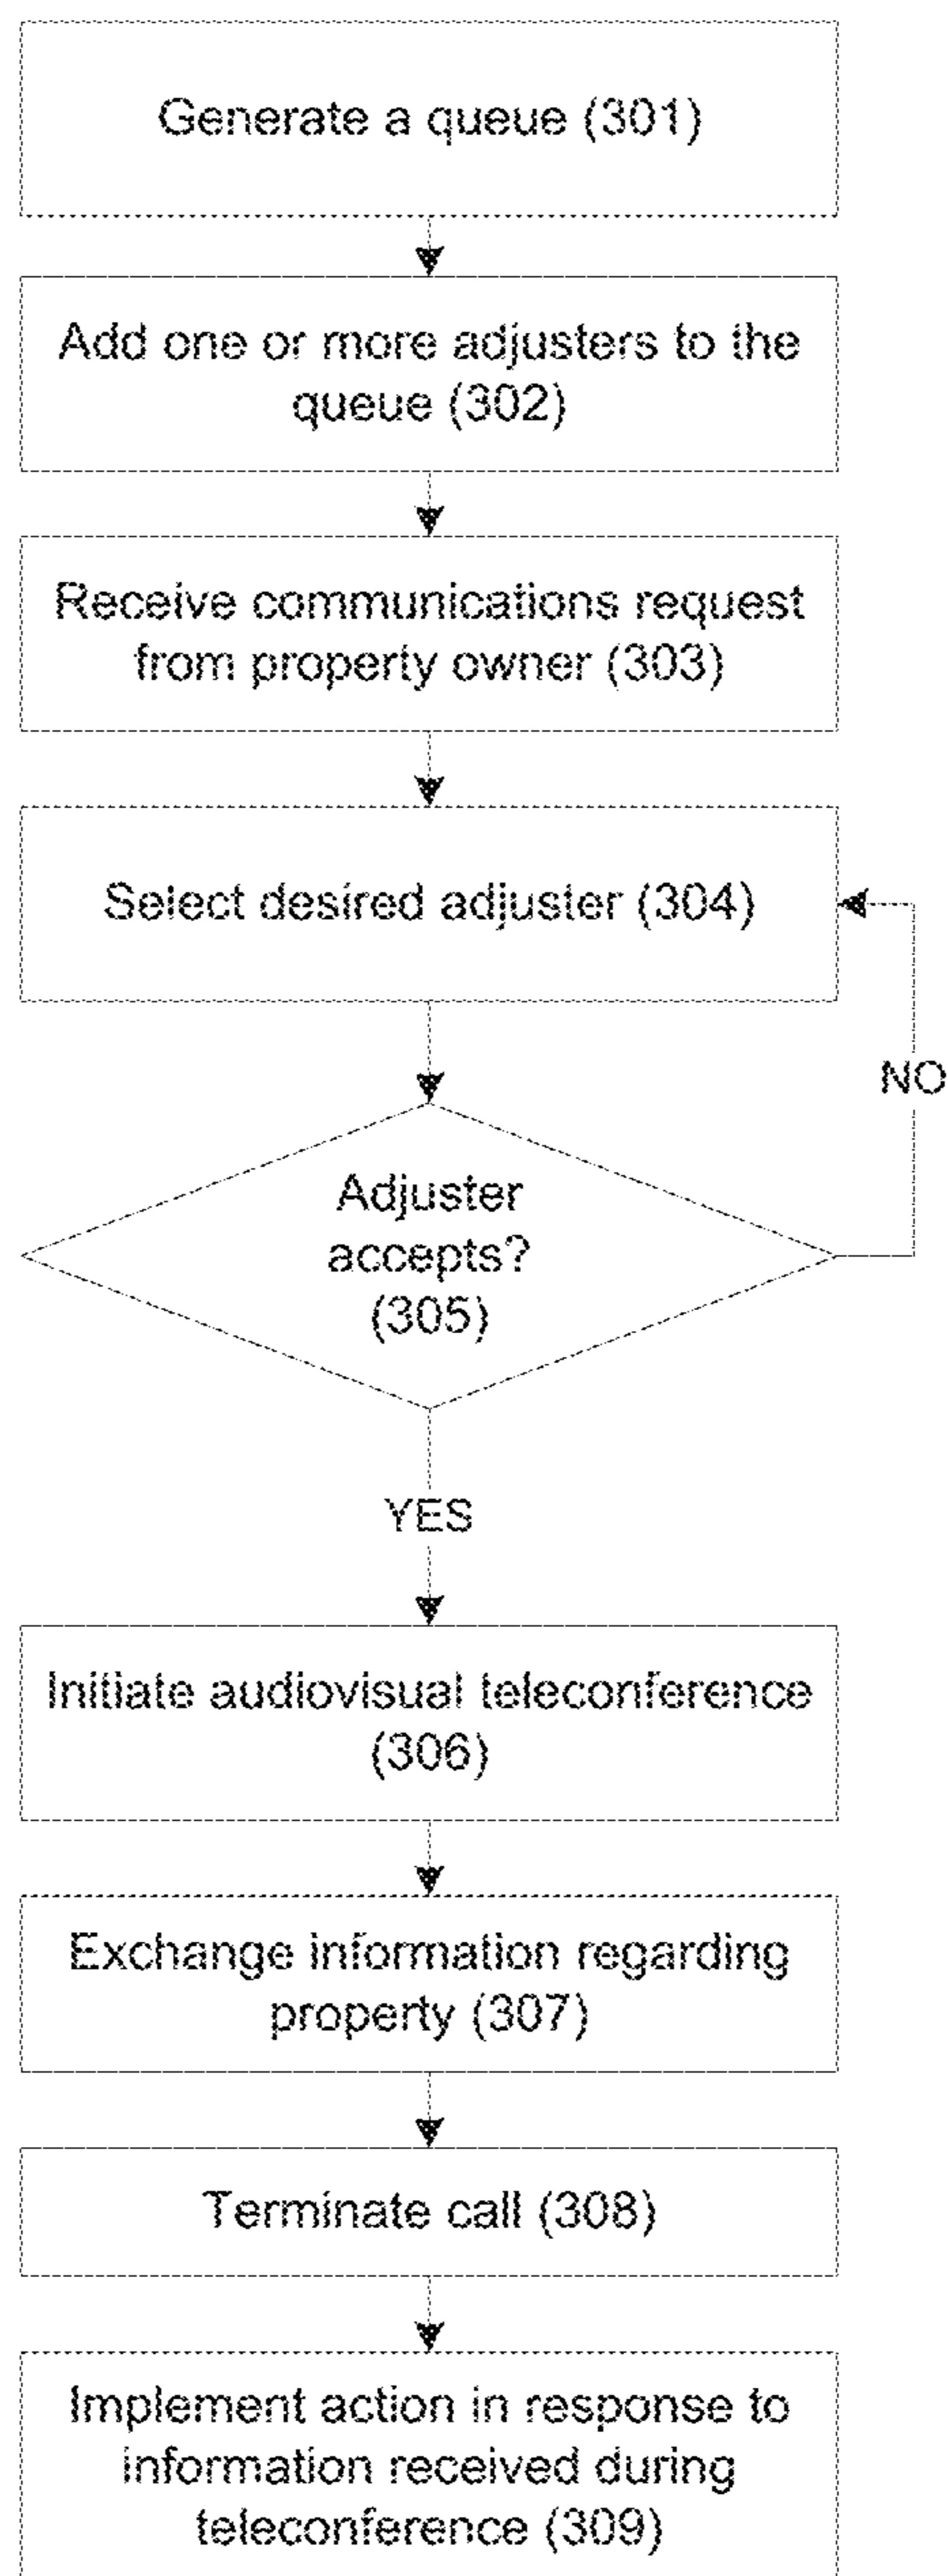 Generate a queue (301)
Add one or more adjusters to the
queue (302)
Receive communications request
from property owner (303)
Select desired adjuster (304)
NO
Adjuster
accepts?
(305)
YES
Initiate audiovisual teleconference
(306)
Exchange information regarding
property (307)
Terminate call (308)
Implement action in response to
information received during
teleconference (309)